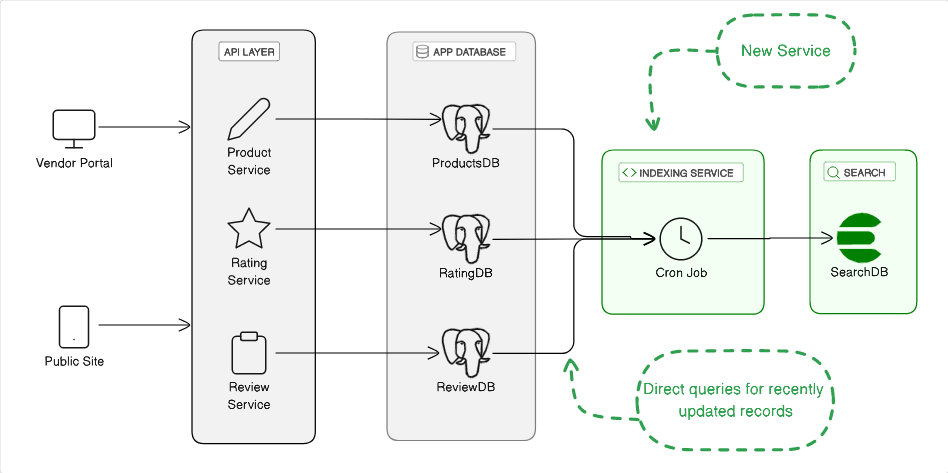 New Service
API LAYER
APP DATABASE
Vendor Portal
Product
Service
ProductsDB
INDEXING SERVICE
SEARCH
Rating
Service
RatingDB
Cron Job
SearchDB
Public Site
Review
Service
ReviewDB
Direct queries for recently
updated records